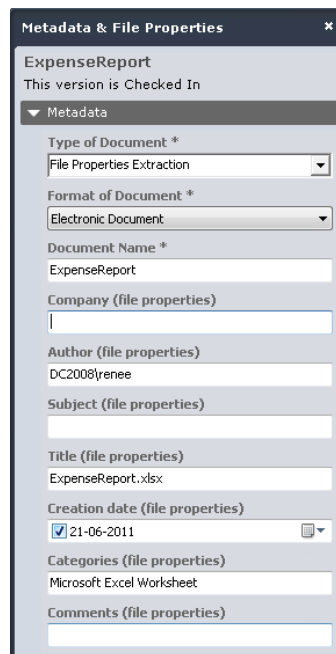 Metadata & File Properties
ExpenseReport
This version is Checked In
Metadata
Type of Document *
File Properties Extraction
Format of Document *
Electronic Document
Document Name *
ExpenseReport
Company (file properties)
Author (file properties)
DC2008\renee
Subject (file properties)
Title (file properties)
ExpenseReport.xlsx
Creation date (file properties)
21-06-2011
Categories (file properties)
Microsoft Excel Worksheet
Comments (file properties)